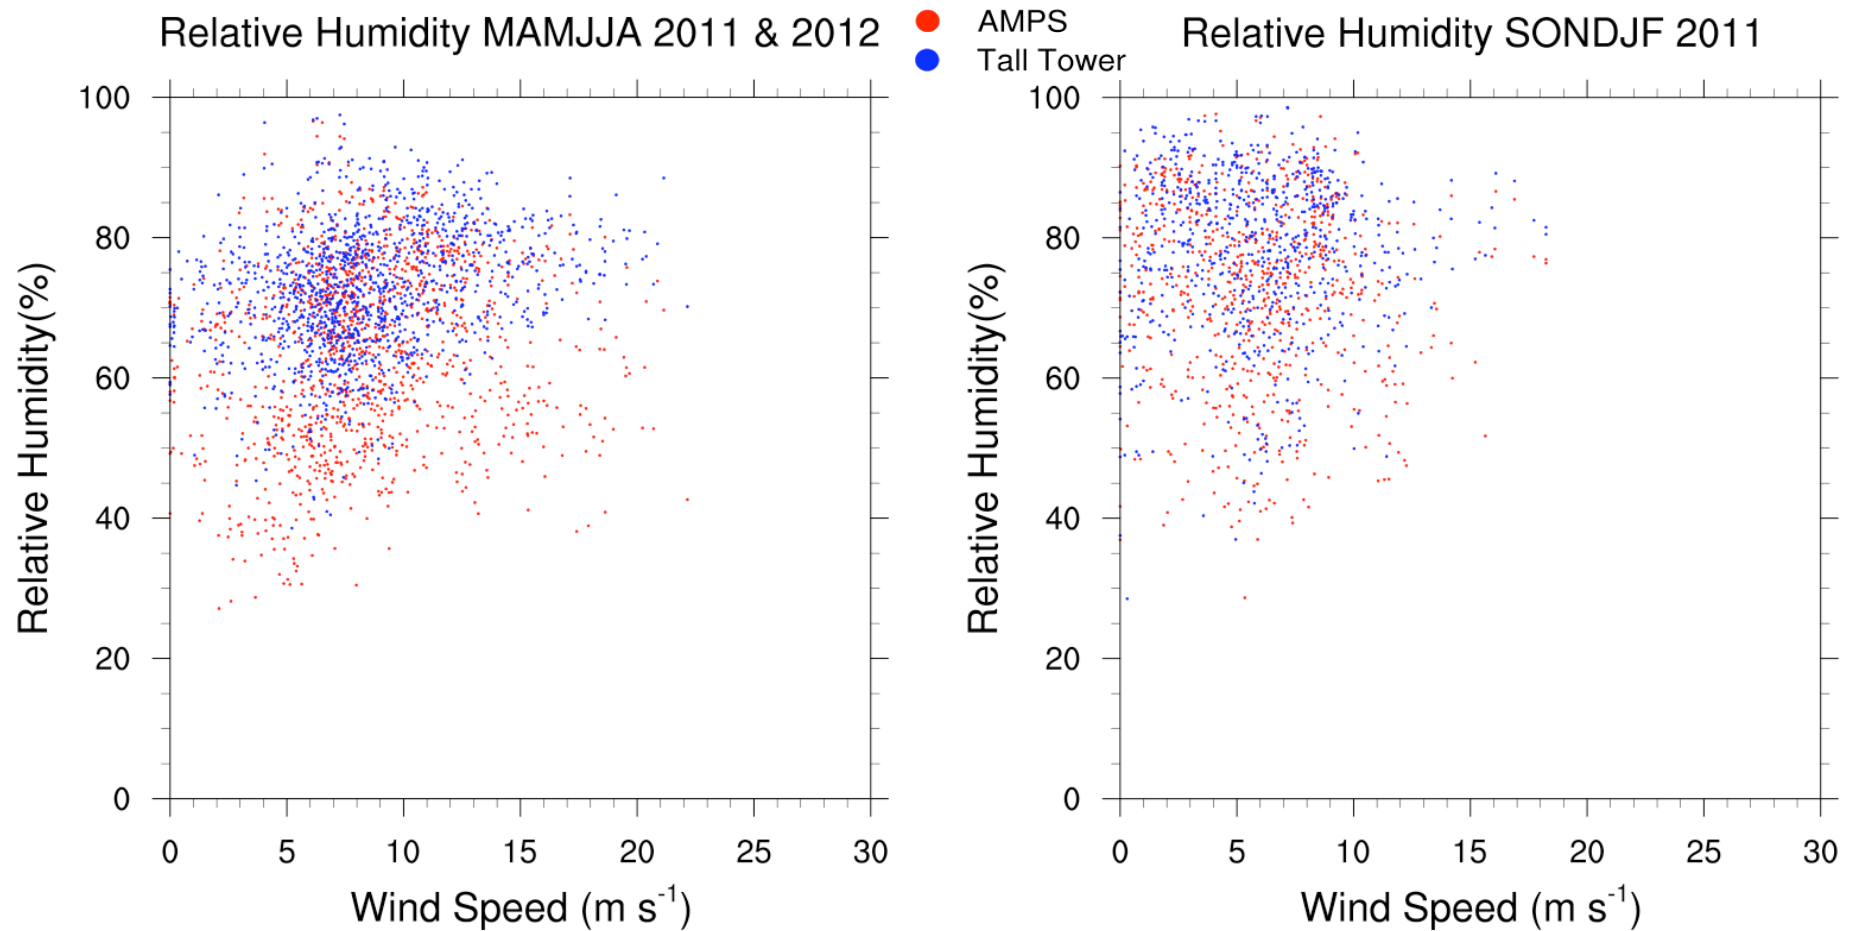 Relative Humidity MAMJJA 2011 & 2012
AMPS
Tall Tower
Relative Humidity SONDJF 2011
100
80
60
40
20
0
Relative Humidity(%)
0 5 10 15 20 25 30
Wind Speed (m s⁻¹)
100
80
60
40
20
0
Relative Humidity(%)
0 5 10 15 20 25 30
Wind Speed (m s⁻¹)